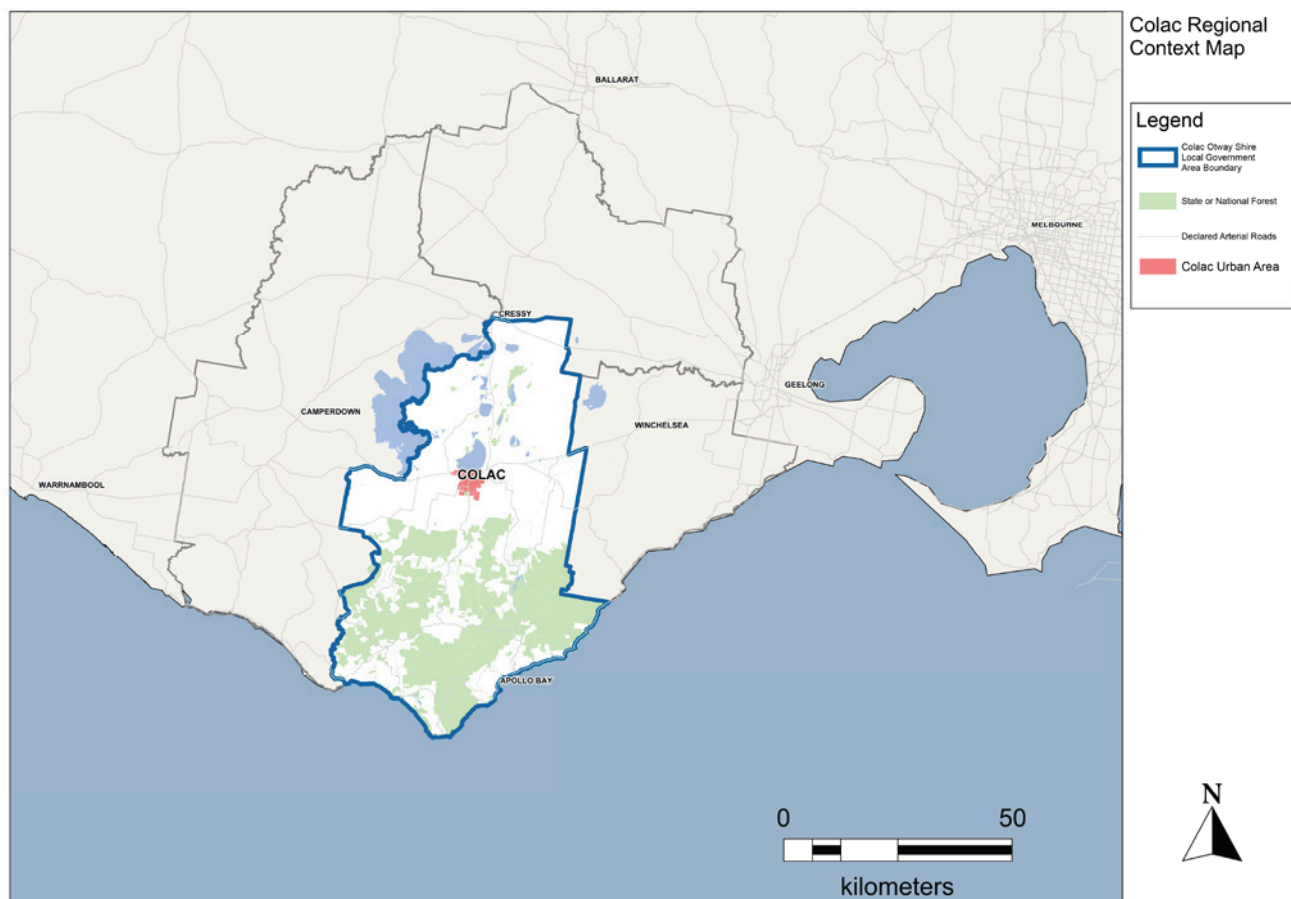 Colac Regional
Context Map
Legend
Colac Otway Shire
Local Government
Area Boundary
State or National Forest
Declared Arterial Roads
Colac Urban Area
BALLARAT
MELBOURNE
CRESSY
GEELONG
CAMPERDOWN
WINCHELSEA
COLAC
WARRNAMBOOL
APOLLO BAY
0 50
kilometers
N